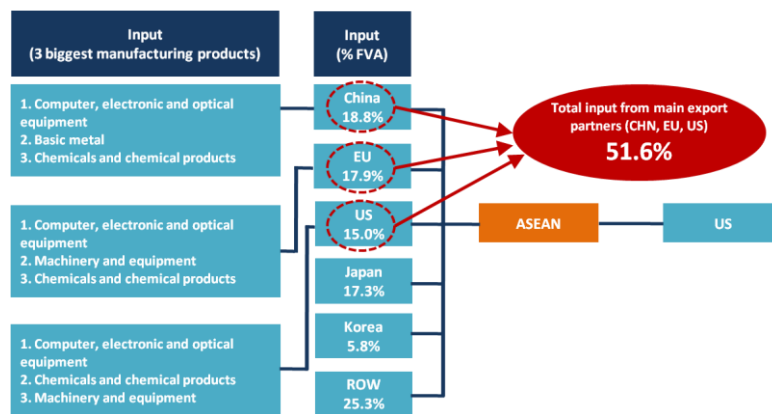 Input
(3 biggest manufacturing products)
Input
(% FVA)
1. Computer, electronic and optical
equipment
2. Basic metal
3. Chemicals and chemical products
1. Computer, electronic and optical
equipment
2. Machinery and equipment
3. Chemicals and chemical products
1. Computer, electronic and optical
equipment
2. Chemicals and chemical products
3. Machinery and equipment
China
18.8%
EU
17.9%
US
15.0%
Japan
17.3%
Korea
5.8%
ROW
25.3%
Total input from main export
partners (CHN, EU, US)
51.6%
ASEAN
US